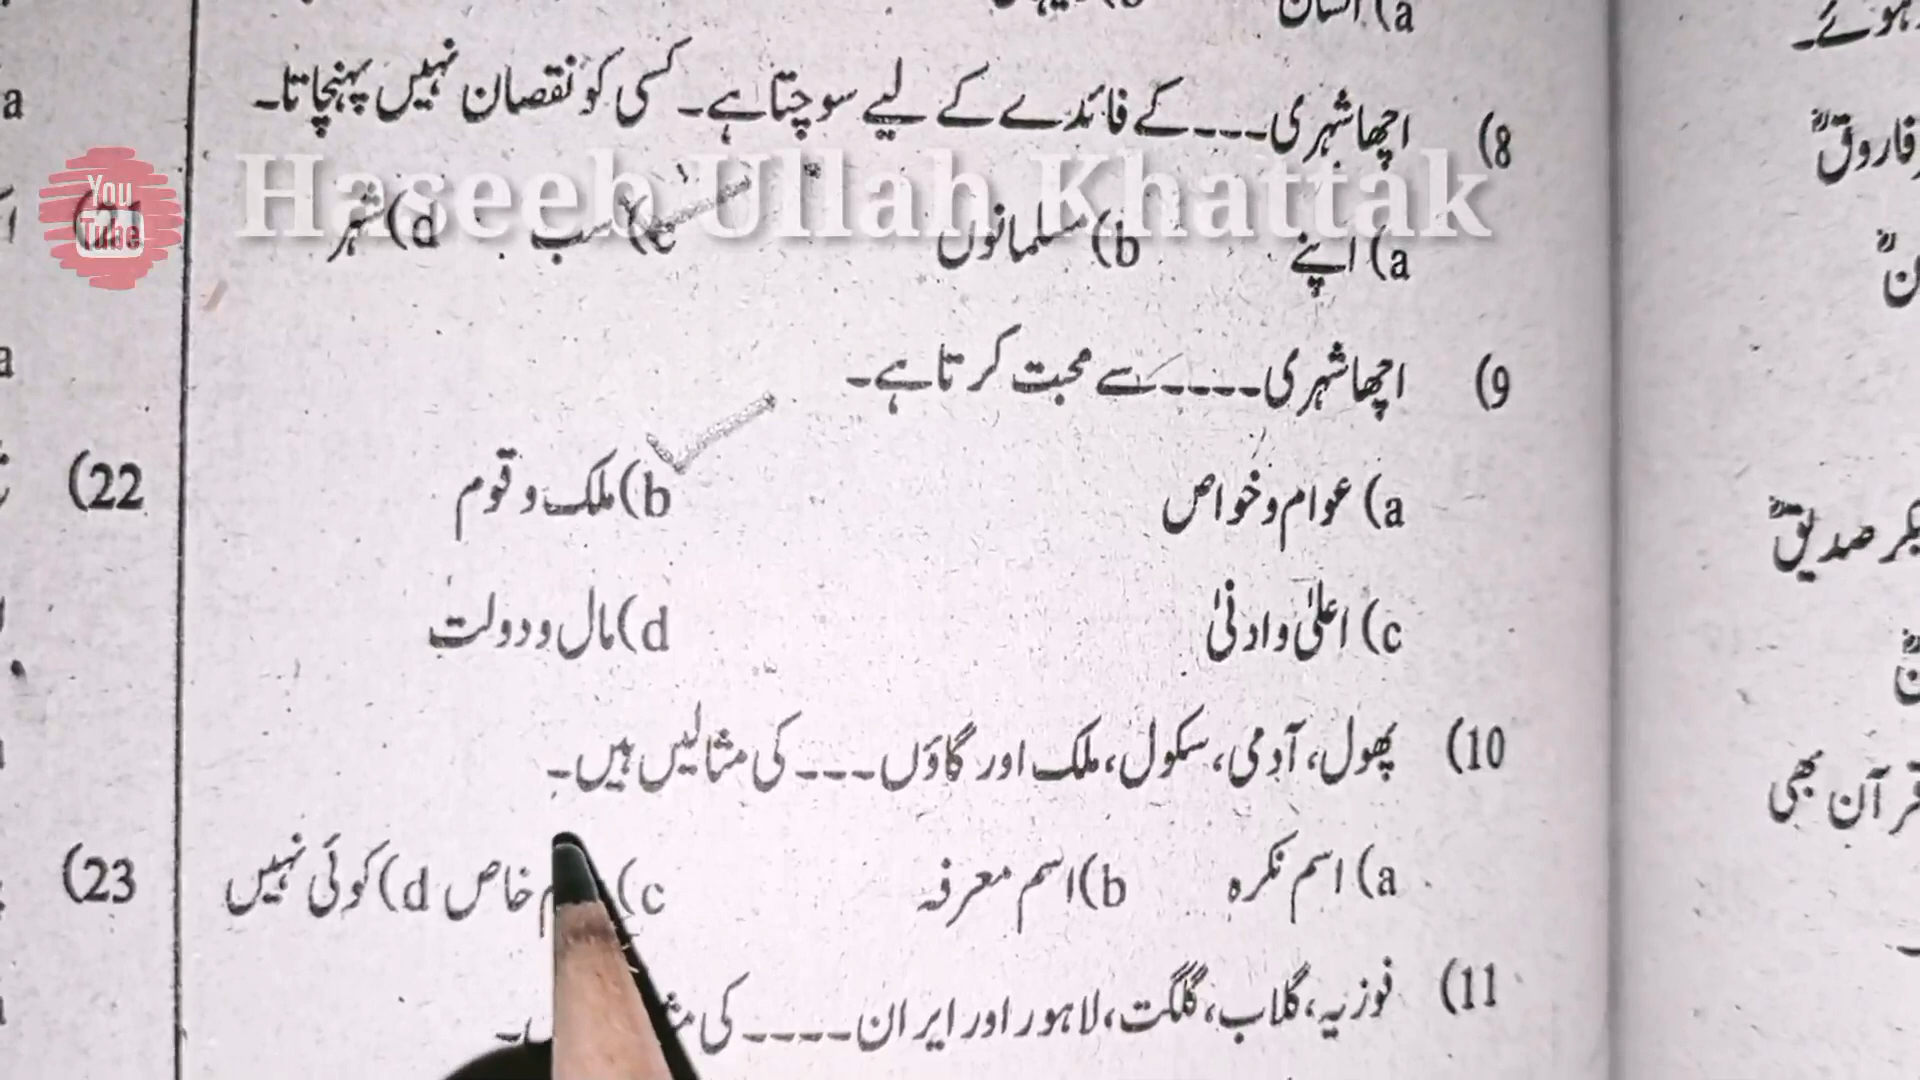 a) انسان
8) اچھا شہری۔۔۔کے فائدے کے لیے سوچتا ہے۔ کسی کو نقصان نہیں پہنچاتا۔
Haseeb Ullah Khattak
You Tube
a) اپنے b) مسلمانوں c) سب d) شہر
9) اچھا شہری۔۔۔۔سے محبت کرتا ہے۔
a) عوام و خواص b) ملک و قوم
c) اعلیٰ و ادنیٰ d) مال و دولت
10) پھول، آدمی، سکول، ملک اور گاؤں۔۔۔کی مثالیں ہیں۔
a) اسم نکرہ b) اسم معرفہ c) خاص d) کوئی نہیں
11) فوزیہ، گلاب، گلگت، لاہور اور ایران۔۔۔۔کی
a
21)
22)
23)
ہوئے۔
فاروقؓ
صدیقؓ
قرآن بھی